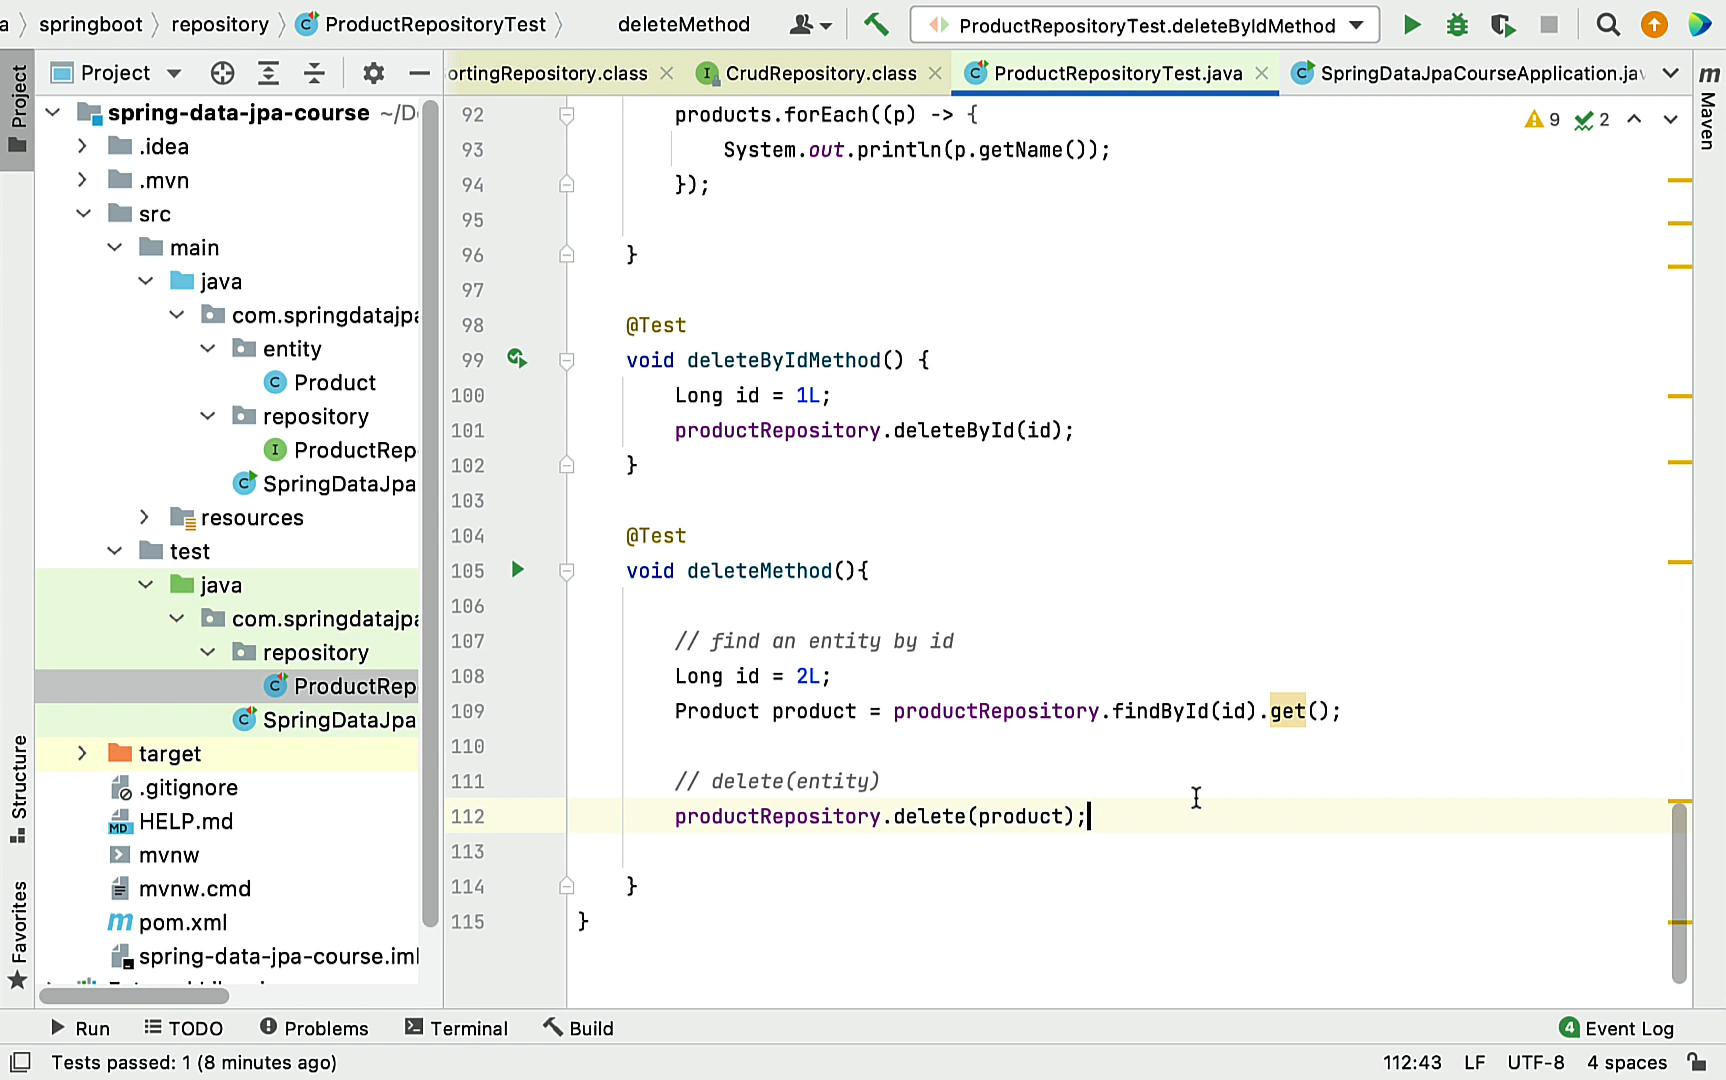 a springboot repository ProductRepositoryTest deleteMethod ProductRepositoryTest.deleteByIdMethod
Project
ortingRepository.class CrudRepository.class ProductRepositoryTest.java SpringDataJpaCourseApplication.jav
Project
Structure
Favorites
Maven
spring-data-jpa-course ~/D
.idea
.mvn
src
main
java
com.springdatajpa
entity
Product
repository
ProductRep
SpringDataJpa
resources
test
java
com.springdatajpa
repository
ProductRep
SpringDataJpa
target
.gitignore
HELP.md
mvnw
mvnw.cmd
pom.xml
spring-data-jpa-course.iml
9 2
92 products.forEach((p) -> {
93 System.out.println(p.getName());
94 });
95
96 }
97
98 @Test
99 void deleteByIdMethod() {
100 Long id = 1L;
101 productRepository.deleteById(id);
102 }
103
104 @Test
105 void deleteMethod(){
106
107 // find an entity by id
108 Long id = 2L;
109 Product product = productRepository.findById(id).get();
110
111 // delete(entity)
112 productRepository.delete(product);
113
114 }
115 }
Run TODO Problems Terminal Build 4 Event Log
Tests passed: 1 (8 minutes ago) 112:43 LF UTF-8 4 spaces